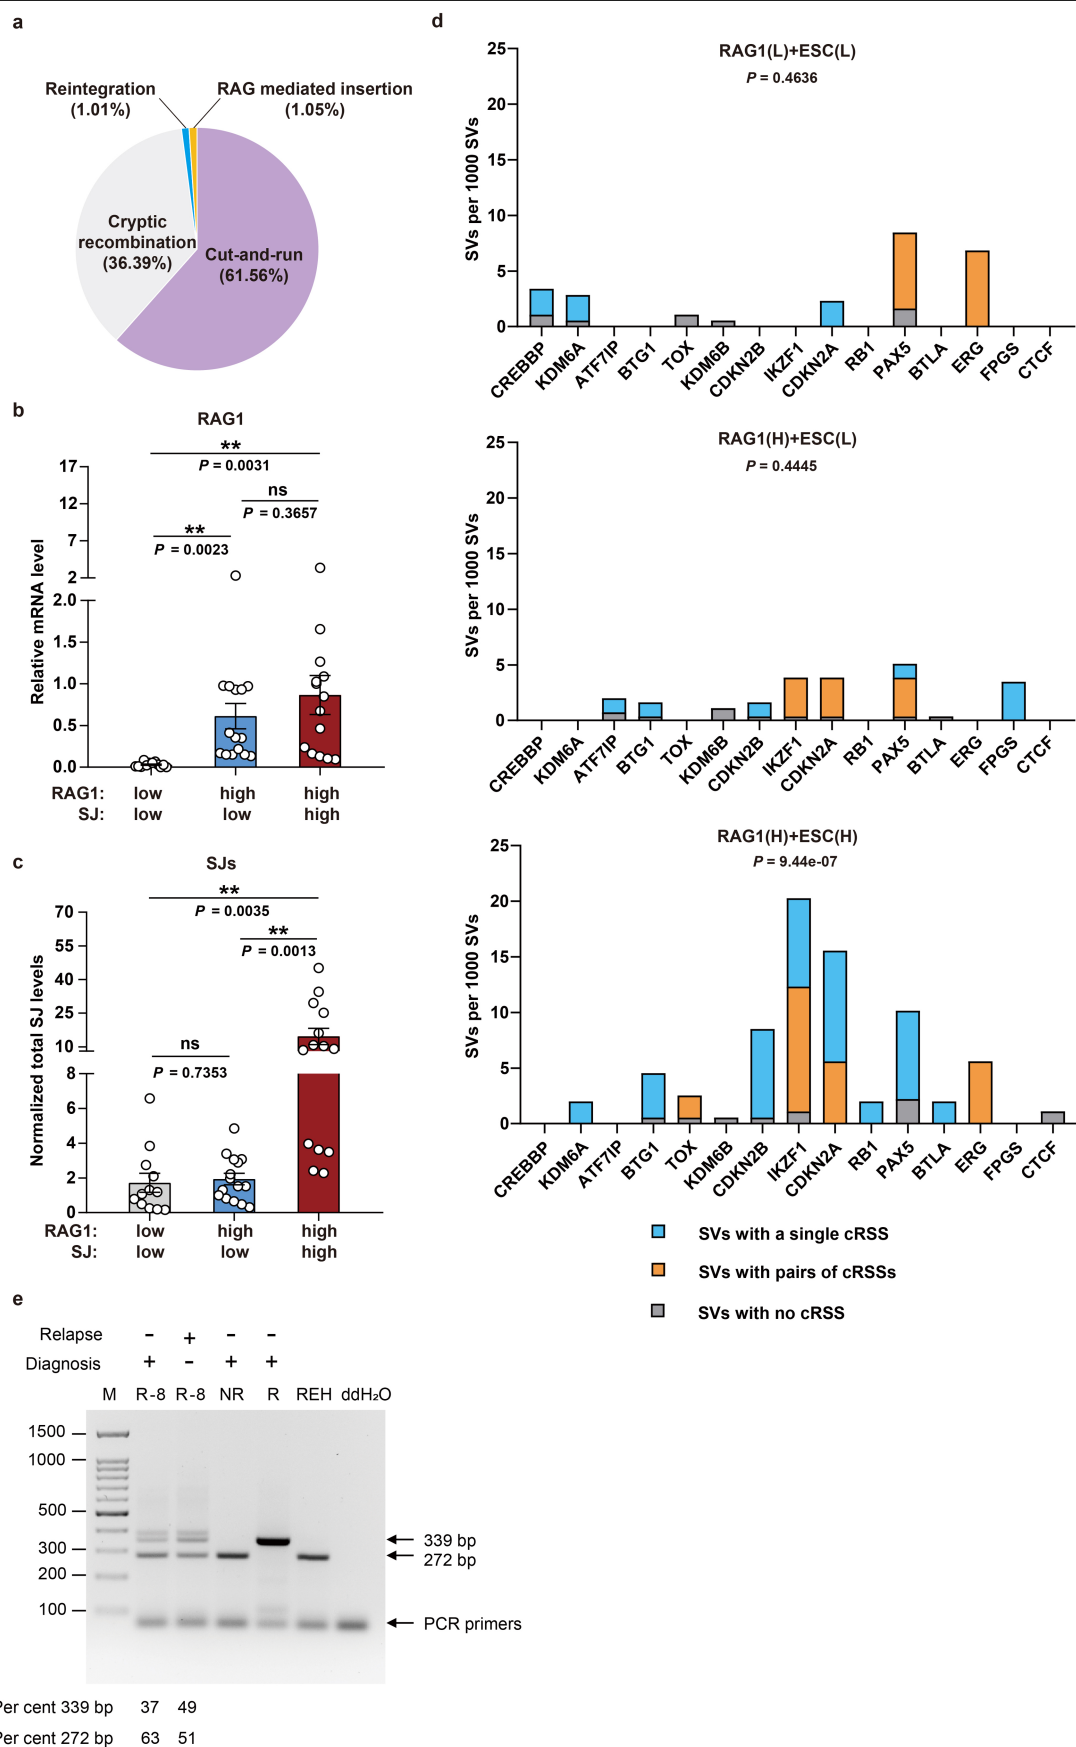 a
Reintegration
(1.01%)
RAG mediated insertion
(1.05%)
Cryptic
recombination
(36.39%)
Cut-and-run
(61.56%)
b
RAG1
**
P = 0.0031
ns
P = 0.3657
**
P = 0.0023
Relative mRNA level
17
12
7
2
2.0
1.5
1.0
0.5
0.0
RAG1: low high high
SJ: low low high
c
SJs
**
P = 0.0035
**
P = 0.0013
ns
P = 0.7353
Normalized total SJ levels
70
55
40
25
10
8
6
4
2
0
RAG1: low high high
SJ: low low high
d
RAG1(L)+ESC(L)
P = 0.4636
SVs per 1000 SVs
25
20
15
10
5
0
CREBBP KDM6A ATF7IP BTG1 TOX KDM6B CDKN2B IKZF1 CDKN2A RB1 PAX5 BTLA ERG FPGS CTCF
RAG1(H)+ESC(L)
P = 0.4445
SVs per 1000 SVs
25
20
15
10
5
0
CREBBP KDM6A ATF7IP BTG1 TOX KDM6B CDKN2B IKZF1 CDKN2A RB1 PAX5 BTLA ERG FPGS CTCF
RAG1(H)+ESC(H)
P = 9.44e-07
SVs per 1000 SVs
25
20
15
10
5
0
CREBBP KDM6A ATF7IP BTG1 TOX KDM6B CDKN2B IKZF1 CDKN2A RB1 PAX5 BTLA ERG FPGS CTCF
SVs with a single cRSS
SVs with pairs of cRSSs
SVs with no cRSS
e
Relapse - + - -
Diagnosis + - + +
M R-8 R-8 NR R REH ddH₂O
1500
1000
500
300
200
100
339 bp
272 bp
PCR primers
Per cent 339 bp 37 49
Per cent 272 bp 63 51